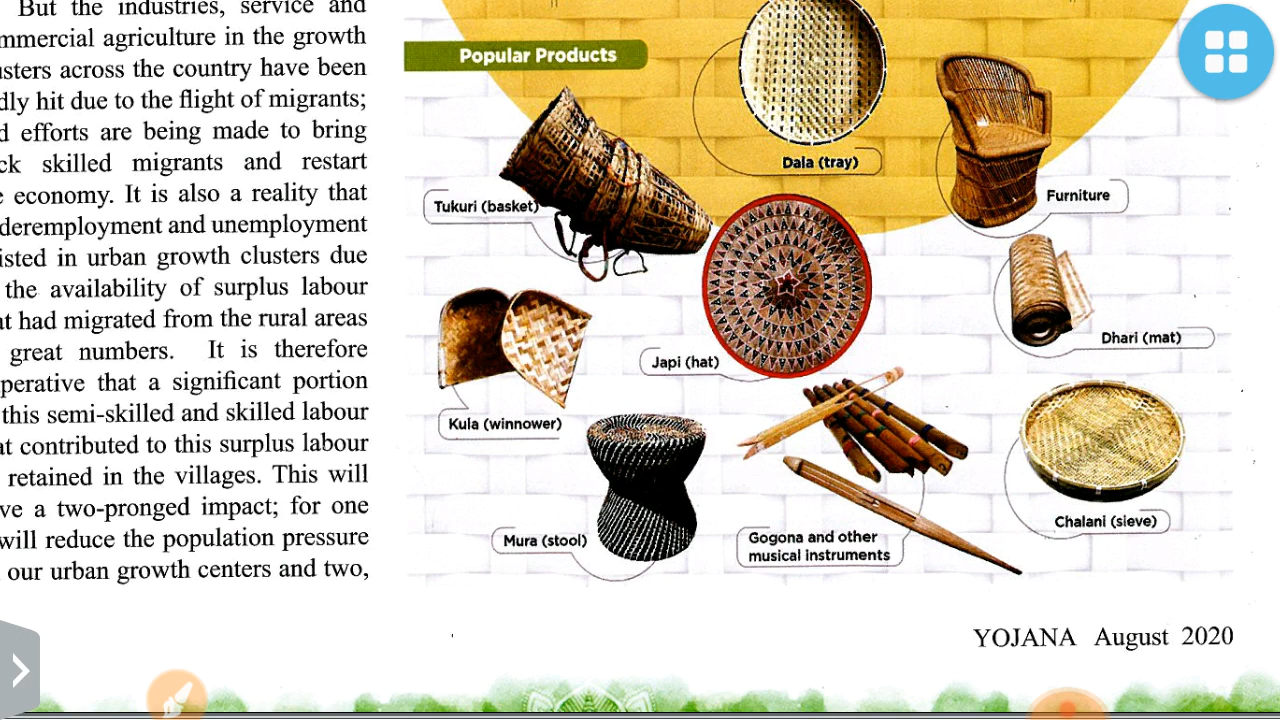 But the industries, service and
mmercial agriculture in the growth
usters across the country have been
dly hit due to the flight of migrants;
d efforts are being made to bring
ck skilled migrants and restart
e economy. It is also a reality that
deremployment and unemployment
isted in urban growth clusters due
the availability of surplus labour
at had migrated from the rural areas
great numbers. It is therefore
perative that a significant portion
this semi-skilled and skilled labour
at contributed to this surplus labour
retained in the villages. This will
ve a two-pronged impact; for one
will reduce the population pressure
our urban growth centers and two,
Popular Products
Dala (tray)
Tukuri (basket)
Furniture
Japi (hat)
Dhari (mat)
Kula (winnower)
Mura (stool)
Gogona and other
musical instruments
Chalani (sieve)
YOJANA August 2020